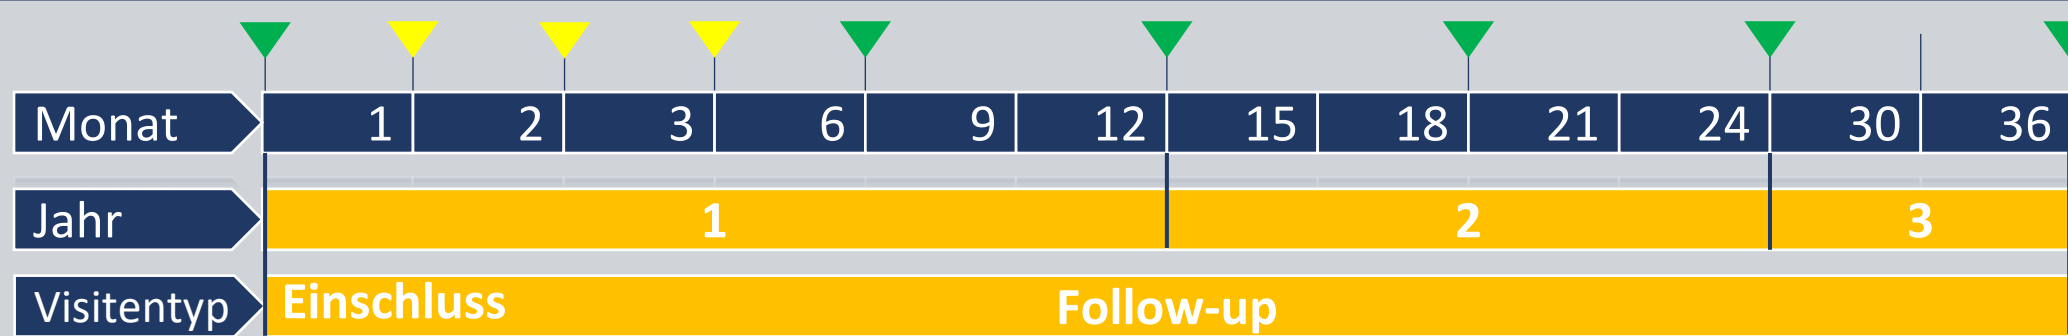 Monat 1 2 3 6 9 12 15 18 21 24 30 36
Jahr 1 2 3
Visitentyp Einschluss Follow-up